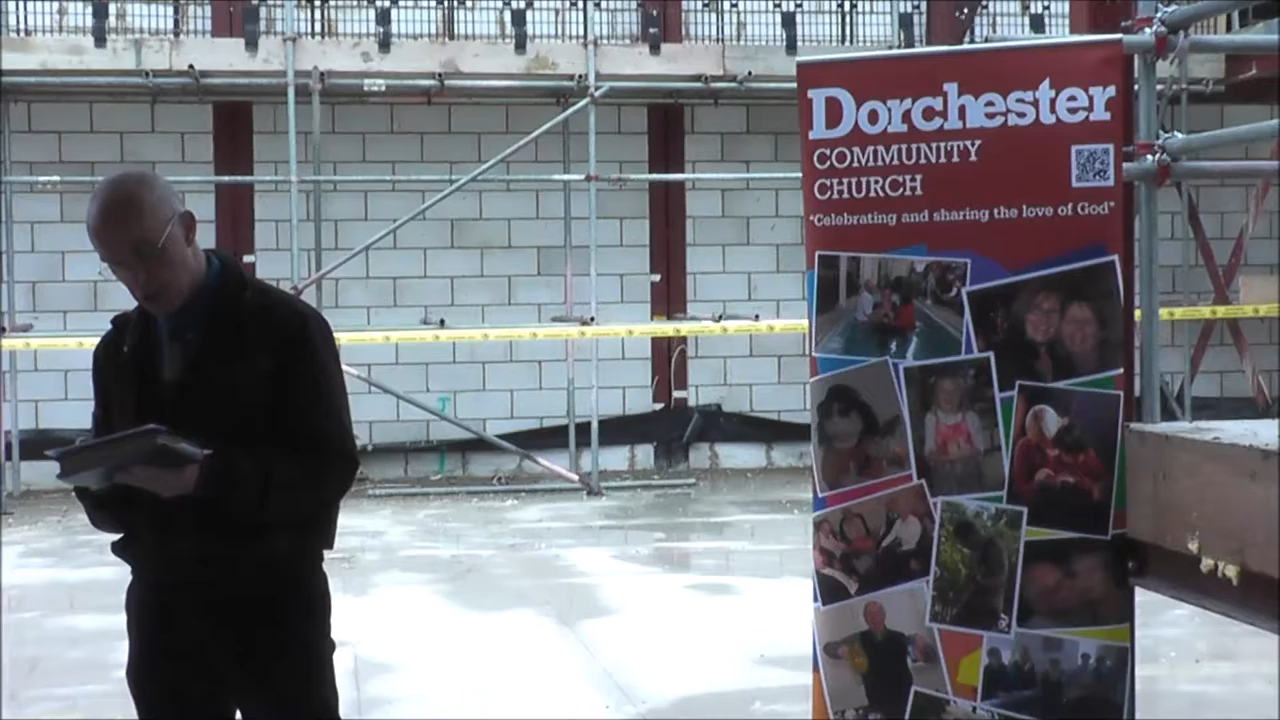 Dorchester
COMMUNITY
CHURCH
"Celebrating and sharing the love of God"